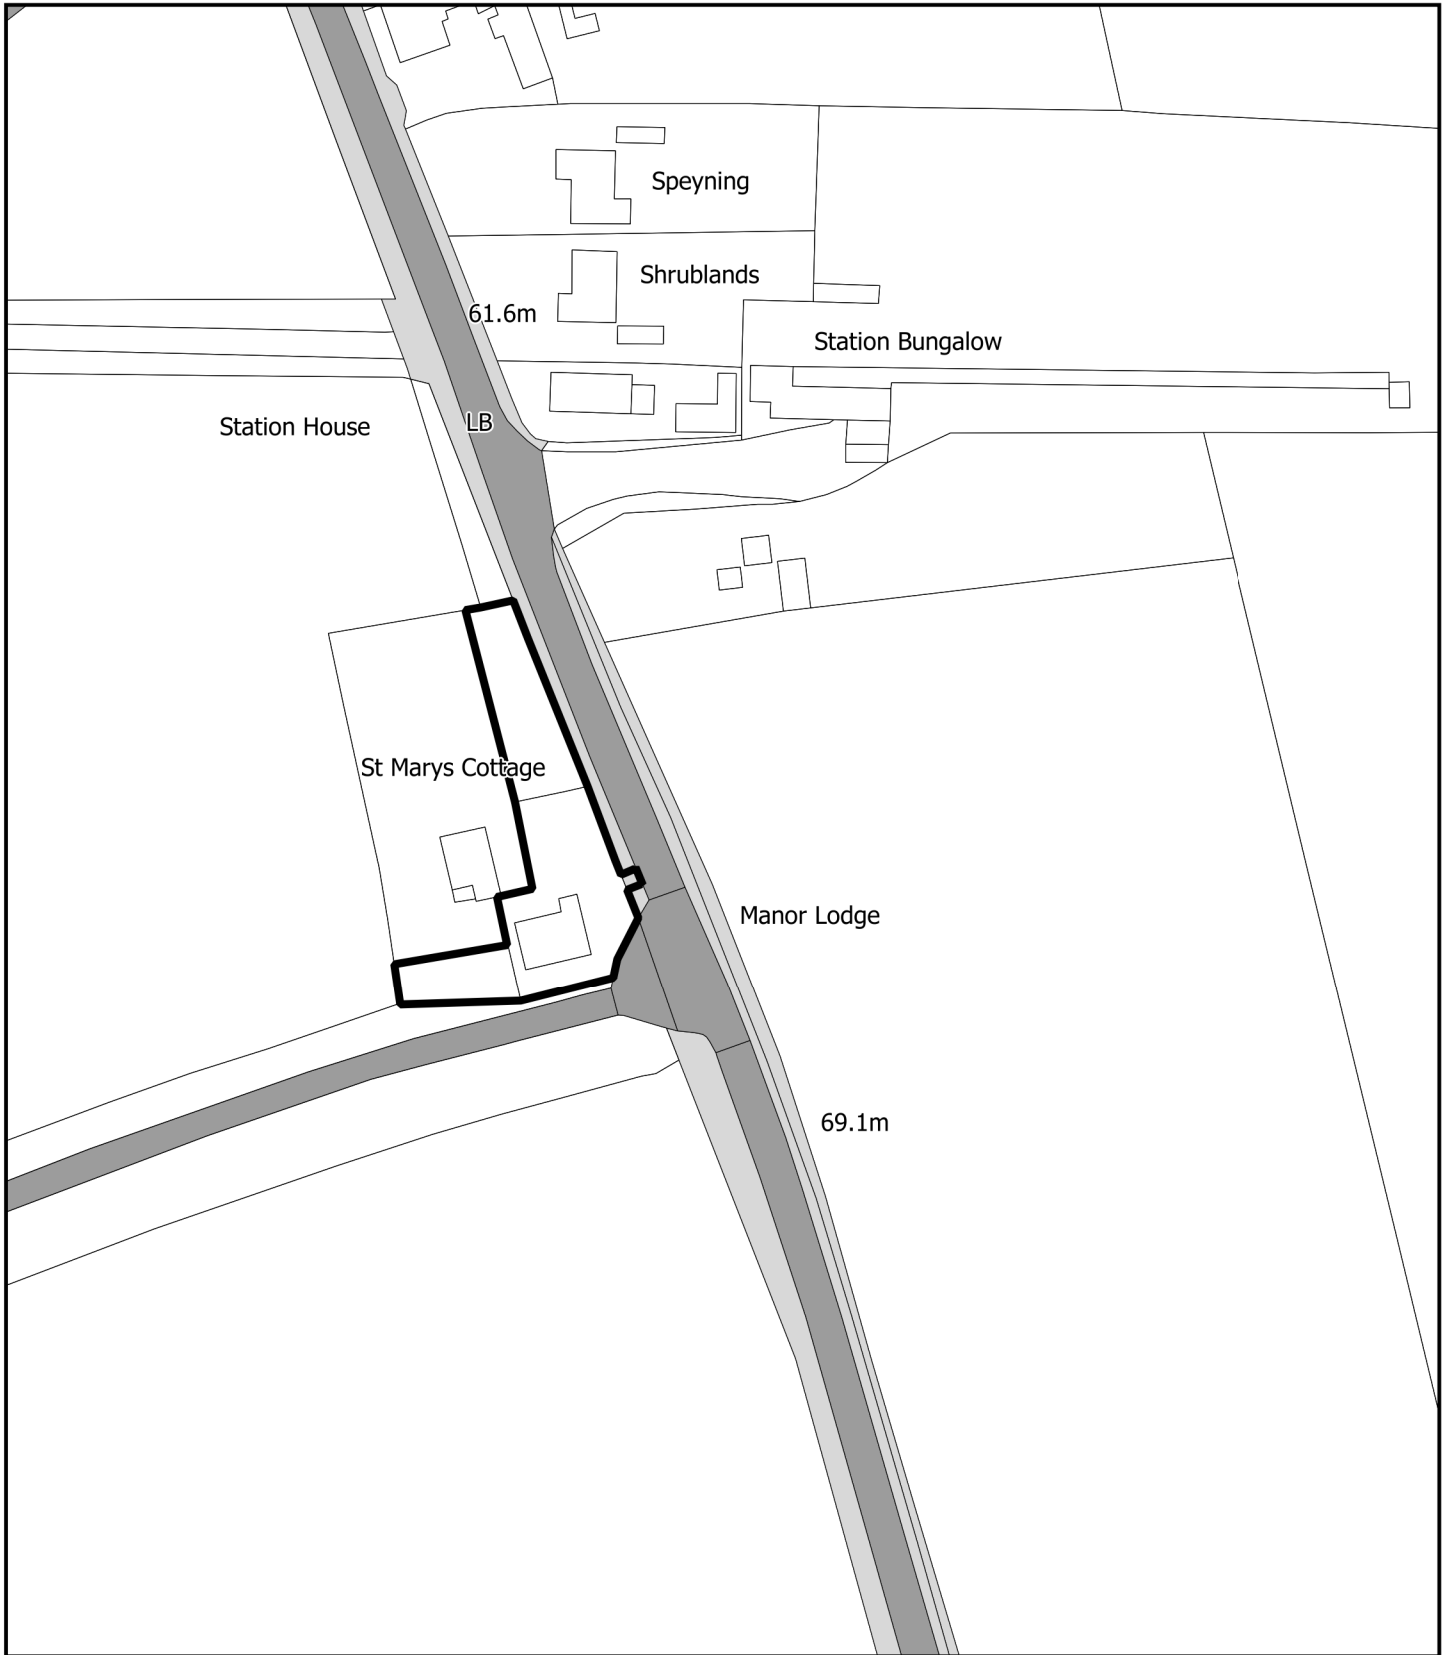 Speyning
Shrublands
61.6m
Station Bungalow
LB
Station House
St Marys Cottage
Manor Lodge
69.1m